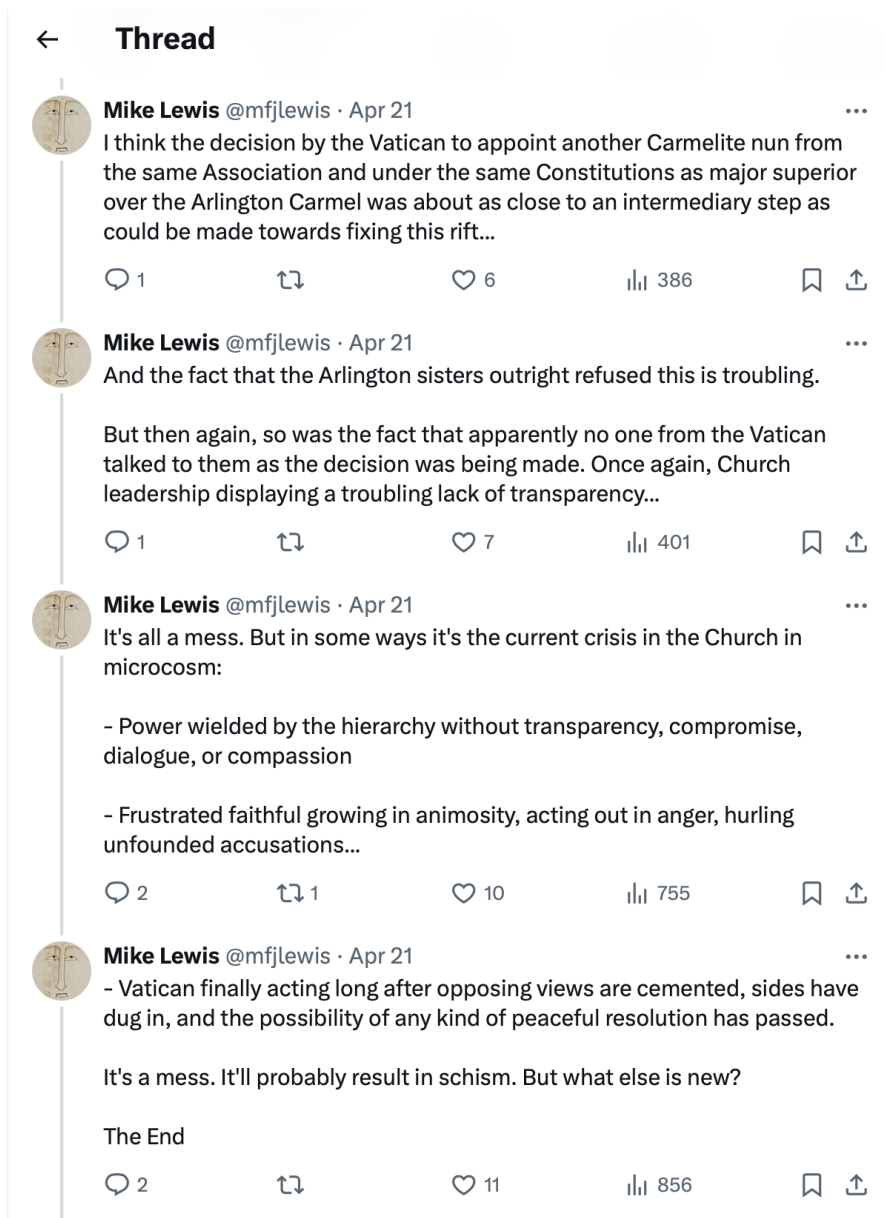 Thread
Mike Lewis @mfjlewis · Apr 21
I think the decision by the Vatican to appoint another Carmelite nun from
the same Association and under the same Constitutions as major superior
over the Arlington Carmel was about as close to an intermediary step as
could be made towards fixing this rift...
1 6 386
Mike Lewis @mfjlewis · Apr 21
And the fact that the Arlington sisters outright refused this is troubling.
But then again, so was the fact that apparently no one from the Vatican
talked to them as the decision was being made. Once again, Church
leadership displaying a troubling lack of transparency...
1 7 401
Mike Lewis @mfjlewis · Apr 21
It's all a mess. But in some ways it's the current crisis in the Church in
microcosm:
- Power wielded by the hierarchy without transparency, compromise,
dialogue, or compassion
- Frustrated faithful growing in animosity, acting out in anger, hurling
unfounded accusations...
2 1 10 755
Mike Lewis @mfjlewis · Apr 21
- Vatican finally acting long after opposing views are cemented, sides have
dug in, and the possibility of any kind of peaceful resolution has passed.
It's a mess. It'll probably result in schism. But what else is new?
The End
2 11 856